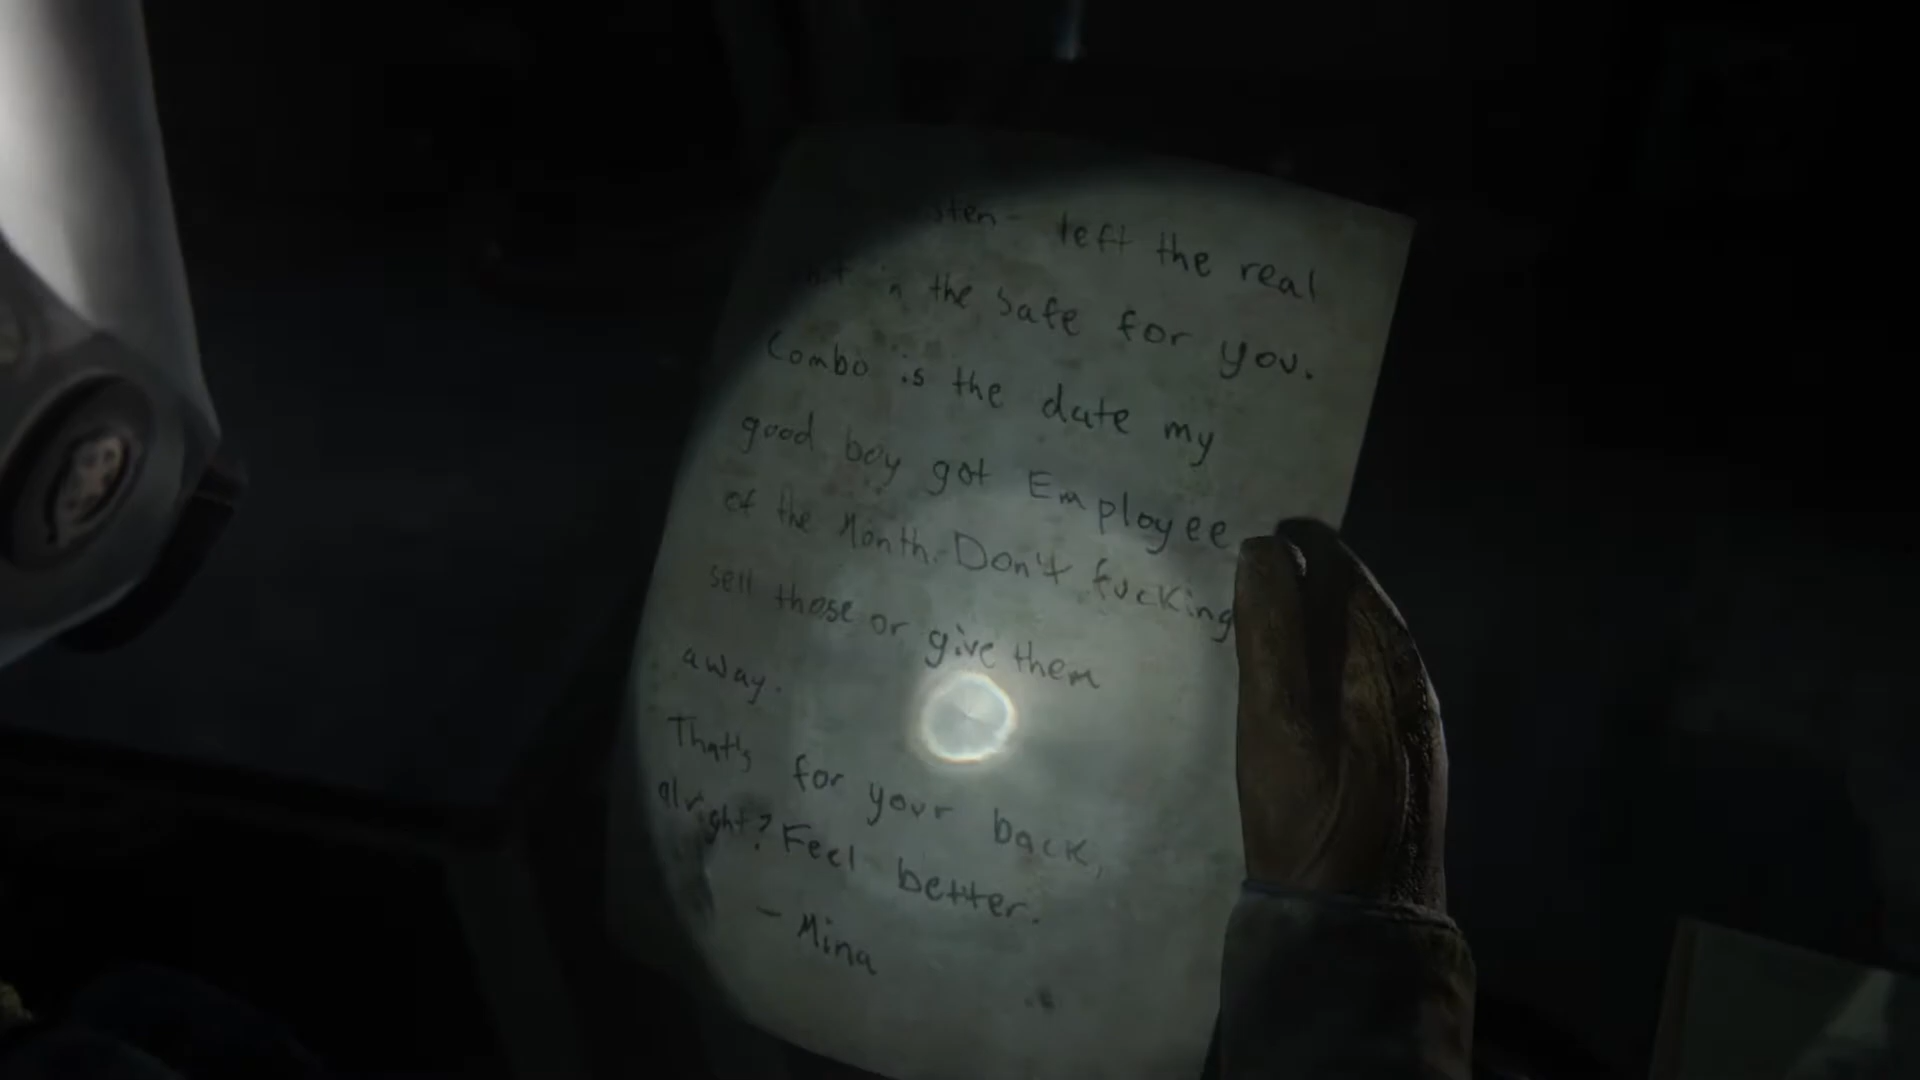 left the real
the safe for you.
Combo is the date my
good boy got Employee
of the Month. Don't fucking
sell those or give them
away.
That's for your back,
alright? Feel better.
- Mina